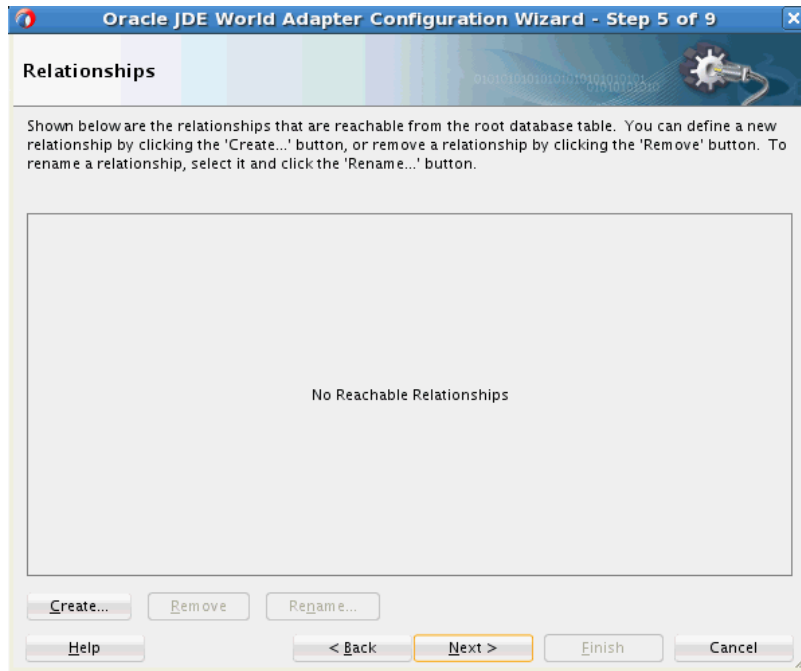 Oracle JDE World Adapter Configuration Wizard - Step 5 of 9
Relationships
Shown below are the relationships that are reachable from the root database table. You can define a new
relationship by clicking the 'Create...' button, or remove a relationship by clicking the 'Remove' button. To
rename a relationship, select it and click the 'Rename...' button.
No Reachable Relationships
Create... Remove Rename...
Help < Back Next > Finish Cancel